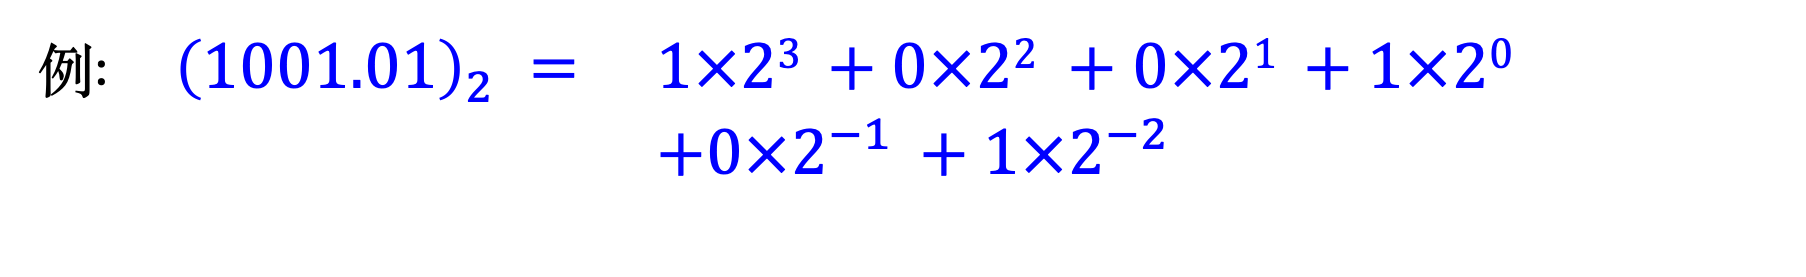 例: (1001.01)₂ = 1×2³ + 0×2² + 0×2¹ + 1×2⁰
+0×2⁻¹ + 1×2⁻²